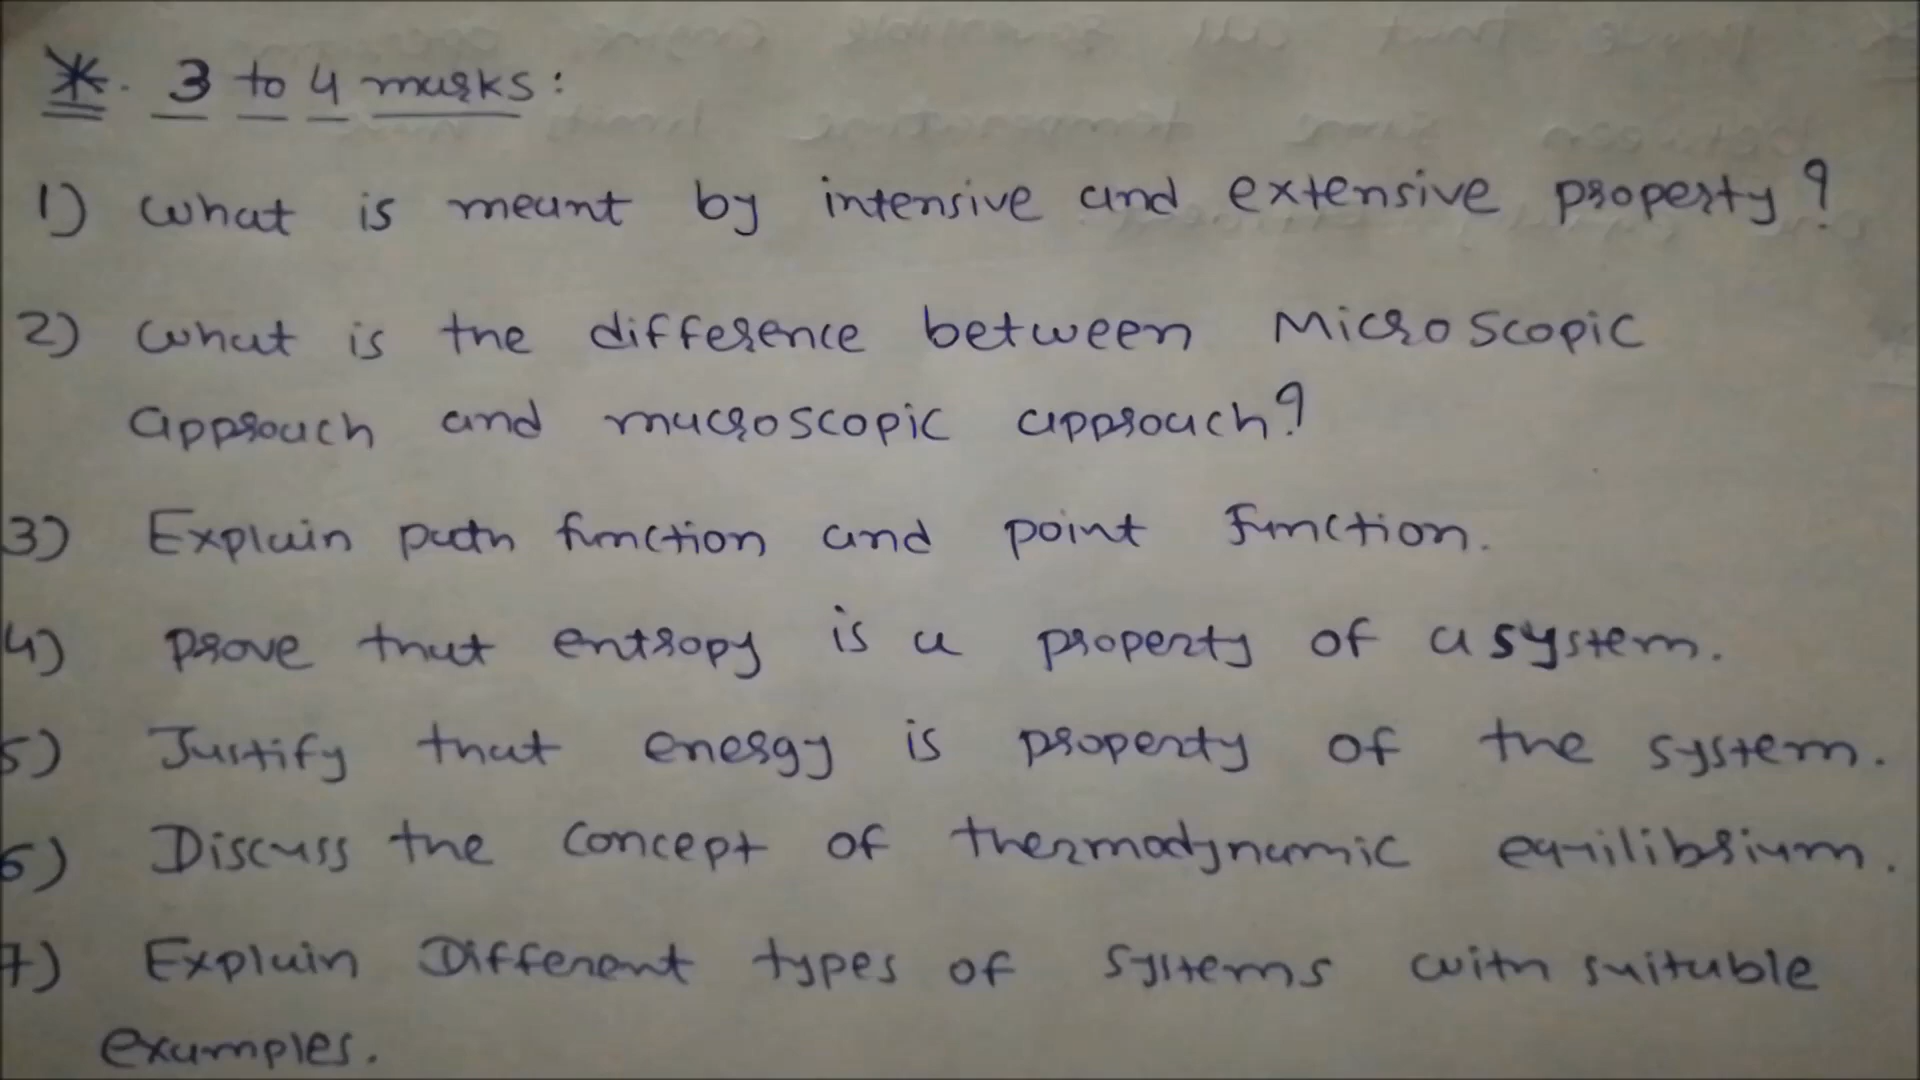 *. 3 to 4 marks:
1) what is meant by intensive and extensive property?
2) what is the difference between Microscopic
approach and macroscopic approach?
3) Explain path function and point Function.
4) prove that entropy is a property of a system.
5) Justify that energy is property of the system.
6) Discuss the concept of thermodynamic equilibrium.
7) Explain Different types of systems with suitable
examples.